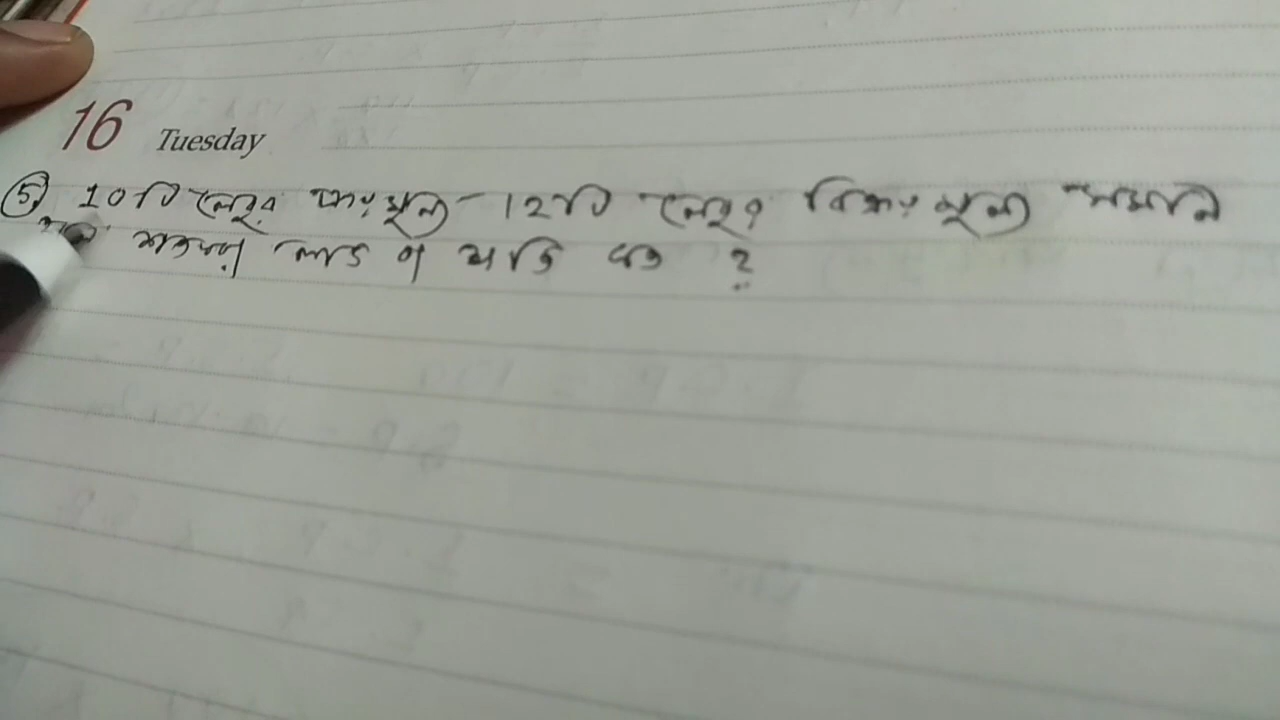 16 Tuesday
5) 10টি লেবুর ক্রয়মূল্য 12টি লেবুর বিক্রয়মূল্য সমান
শতকরা লাভ বা ক্ষতি কত ?